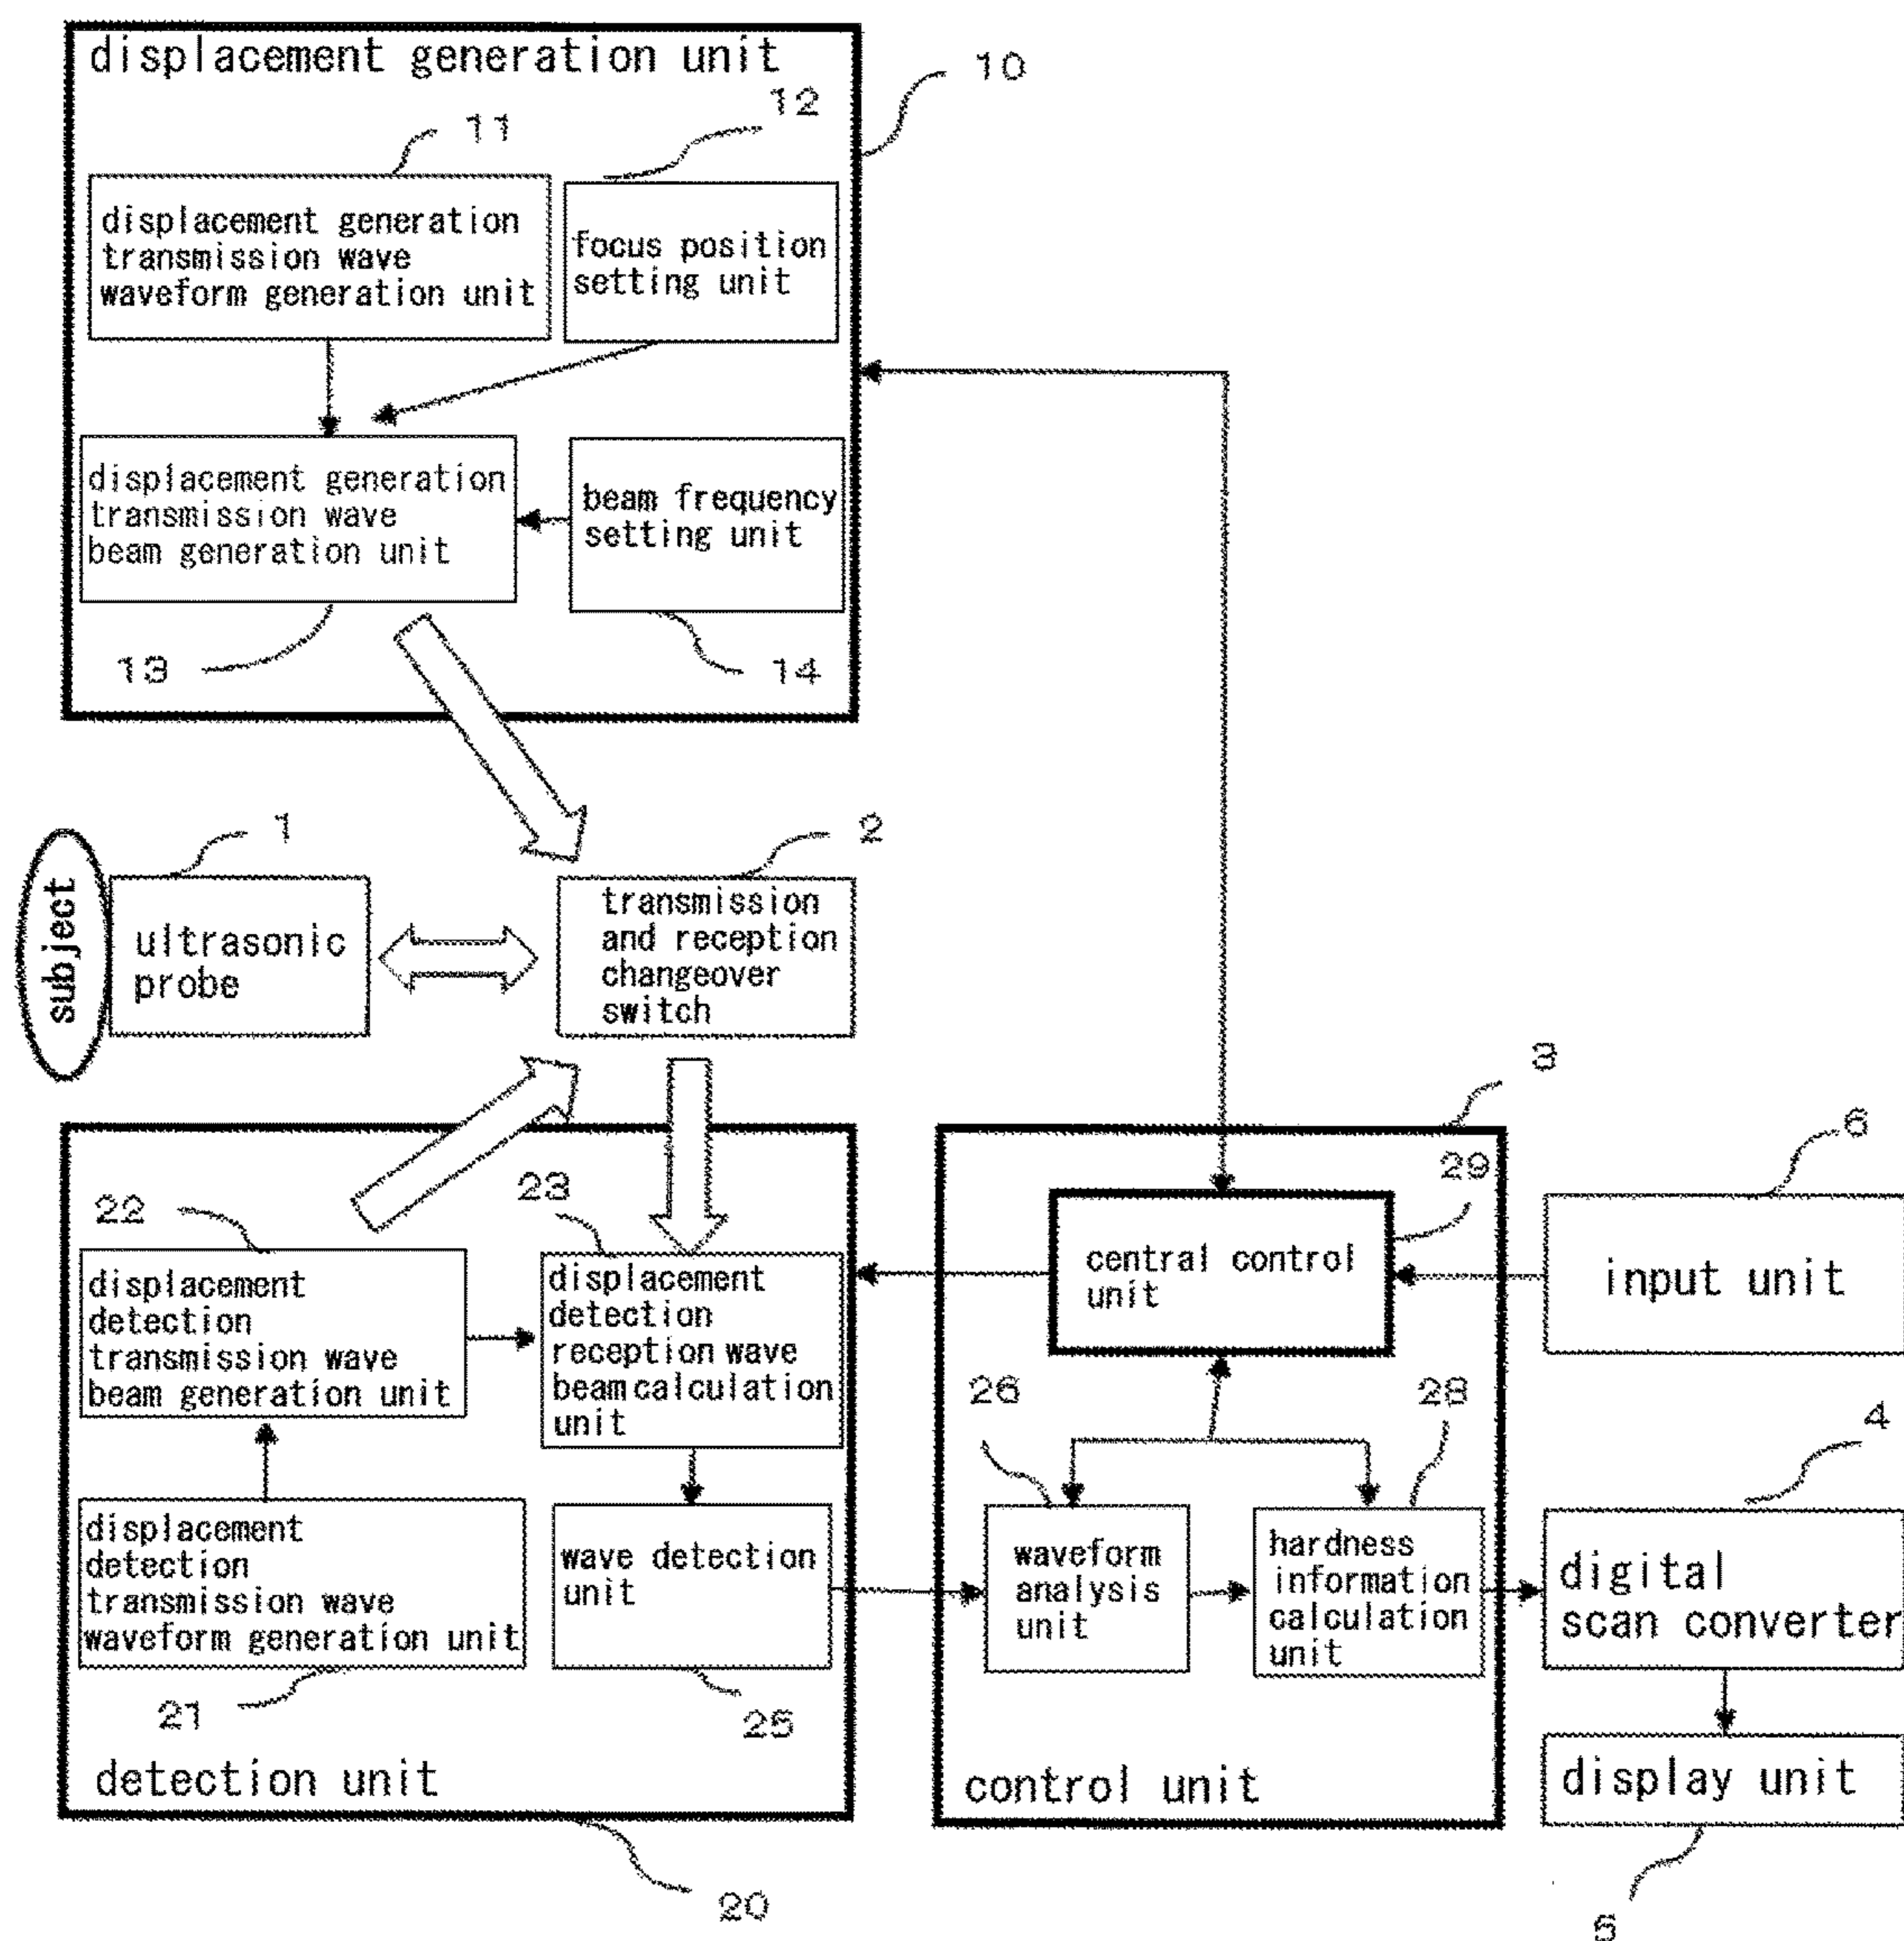 displacement generation unit
10
11
12
displacement generation
transmission wave
waveform generation unit
focus position
setting unit
displacement generation
transmission wave
beam generation unit
beam frequency
setting unit
13
14
1
2
subject
ultrasonic
probe
transmission
and reception
changeover
switch
3
6
22
23
29
displacement
detection
transmission wave
beam generation unit
displacement
detection
reception wave
beam calculation
unit
central control
unit
input unit
26
28
4
displacement
detection
transmission wave
waveform generation unit
wave detection
unit
waveform
analysis
unit
hardness
information
calculation
unit
digital
scan converter
21
25
detection unit
control unit
display unit
20
5